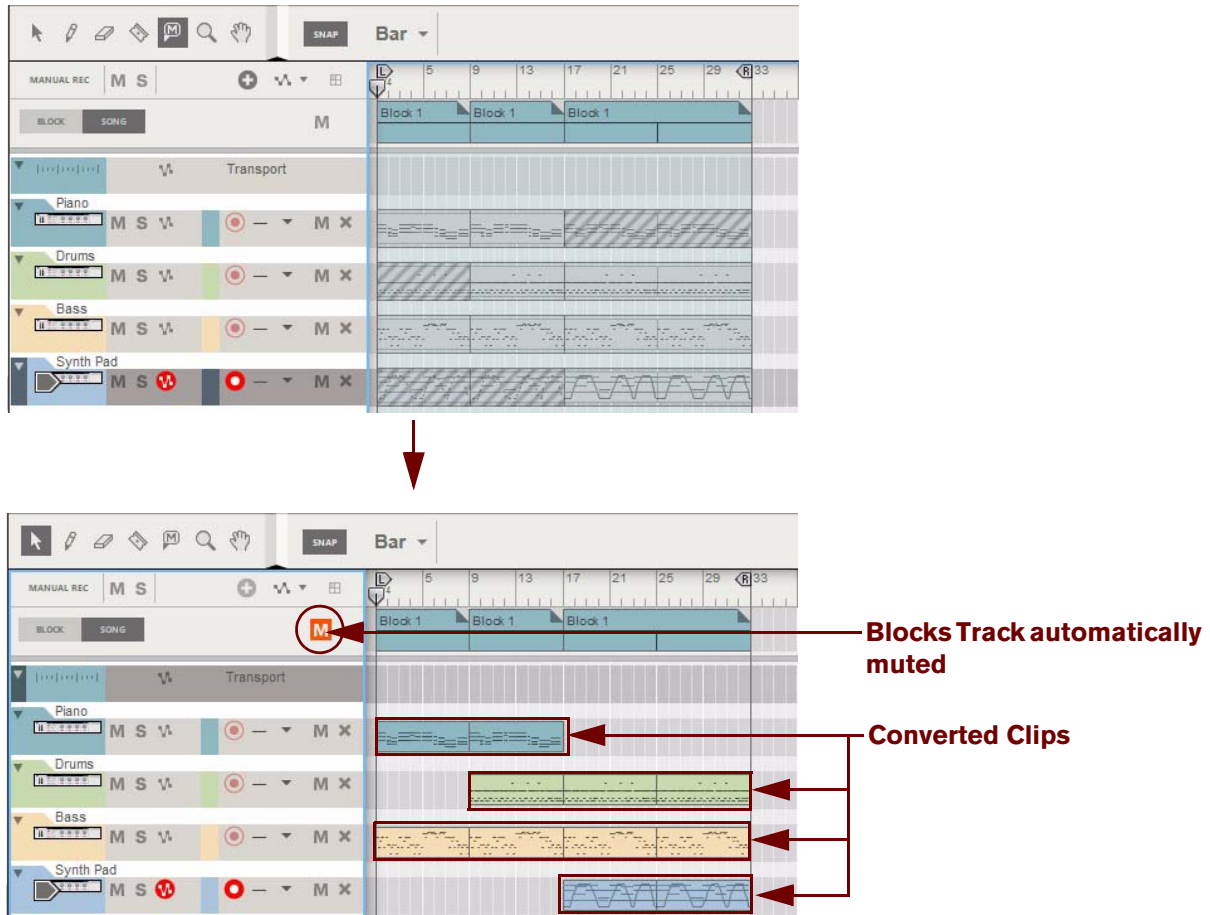 M SNAP Bar
MANUAL REC M S
L 5 9 13 17 21 25 29 R 33
4
BLOCK SONG M
Block 1 Block 1 Block 1
Transport
Piano
M S M
Drums
M S M
Bass
M S M
Synth Pad
M S M
M SNAP Bar
MANUAL REC M S
L 5 9 13 17 21 25 29 R 33
4
BLOCK SONG M
Block 1 Block 1 Block 1
Blocks Track automatically
muted
Transport
Piano
M S M
Converted Clips
Drums
M S M
Bass
M S M
Synth Pad
M S M